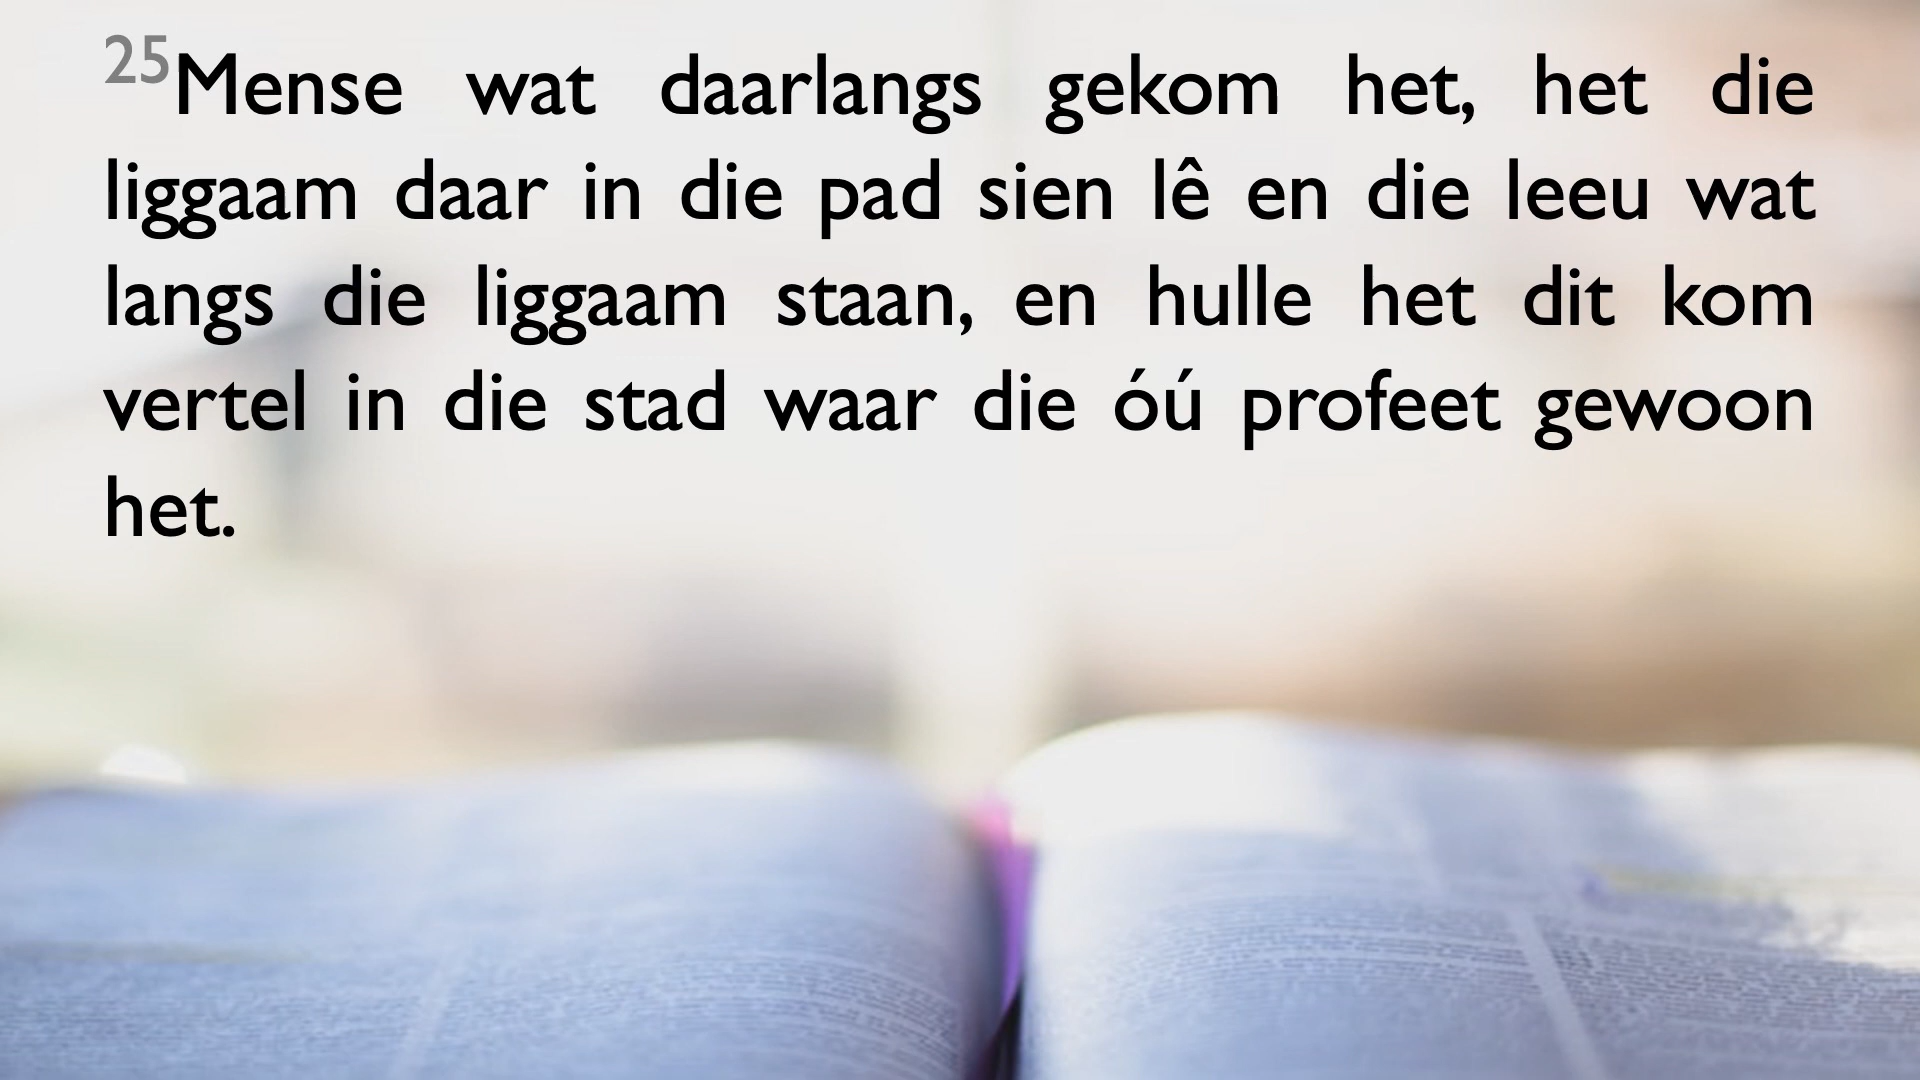 25Mense wat daarlangs gekom het, het die
liggaam daar in die pad sien lê en die leeu wat
langs die liggaam staan, en hulle het dit kom
vertel in die stad waar die óú profeet gewoon
het.